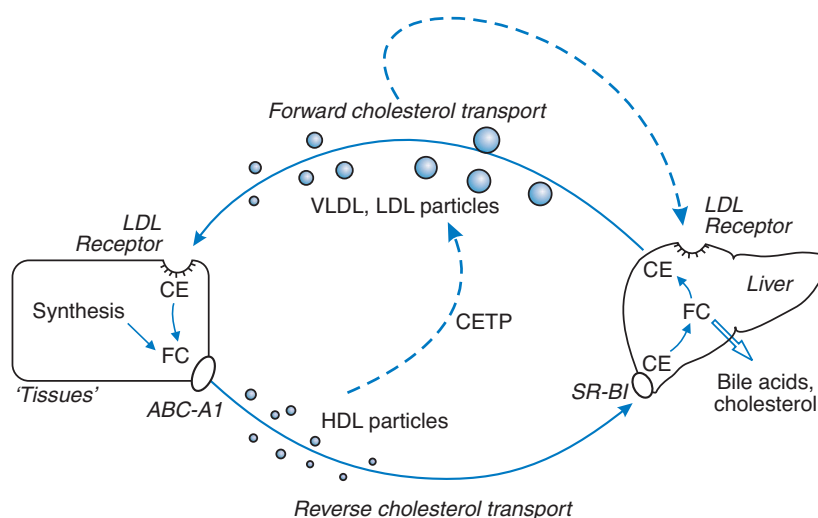 Forward cholesterol transport
VLDL, LDL particles
LDL
Receptor
LDL
Receptor
CE
Synthesis
FC
'Tissues'
ABC-A1
CETP
HDL particles
CE
Liver
FC
CE
SR-BI
Bile acids,
cholesterol
Reverse cholesterol transport